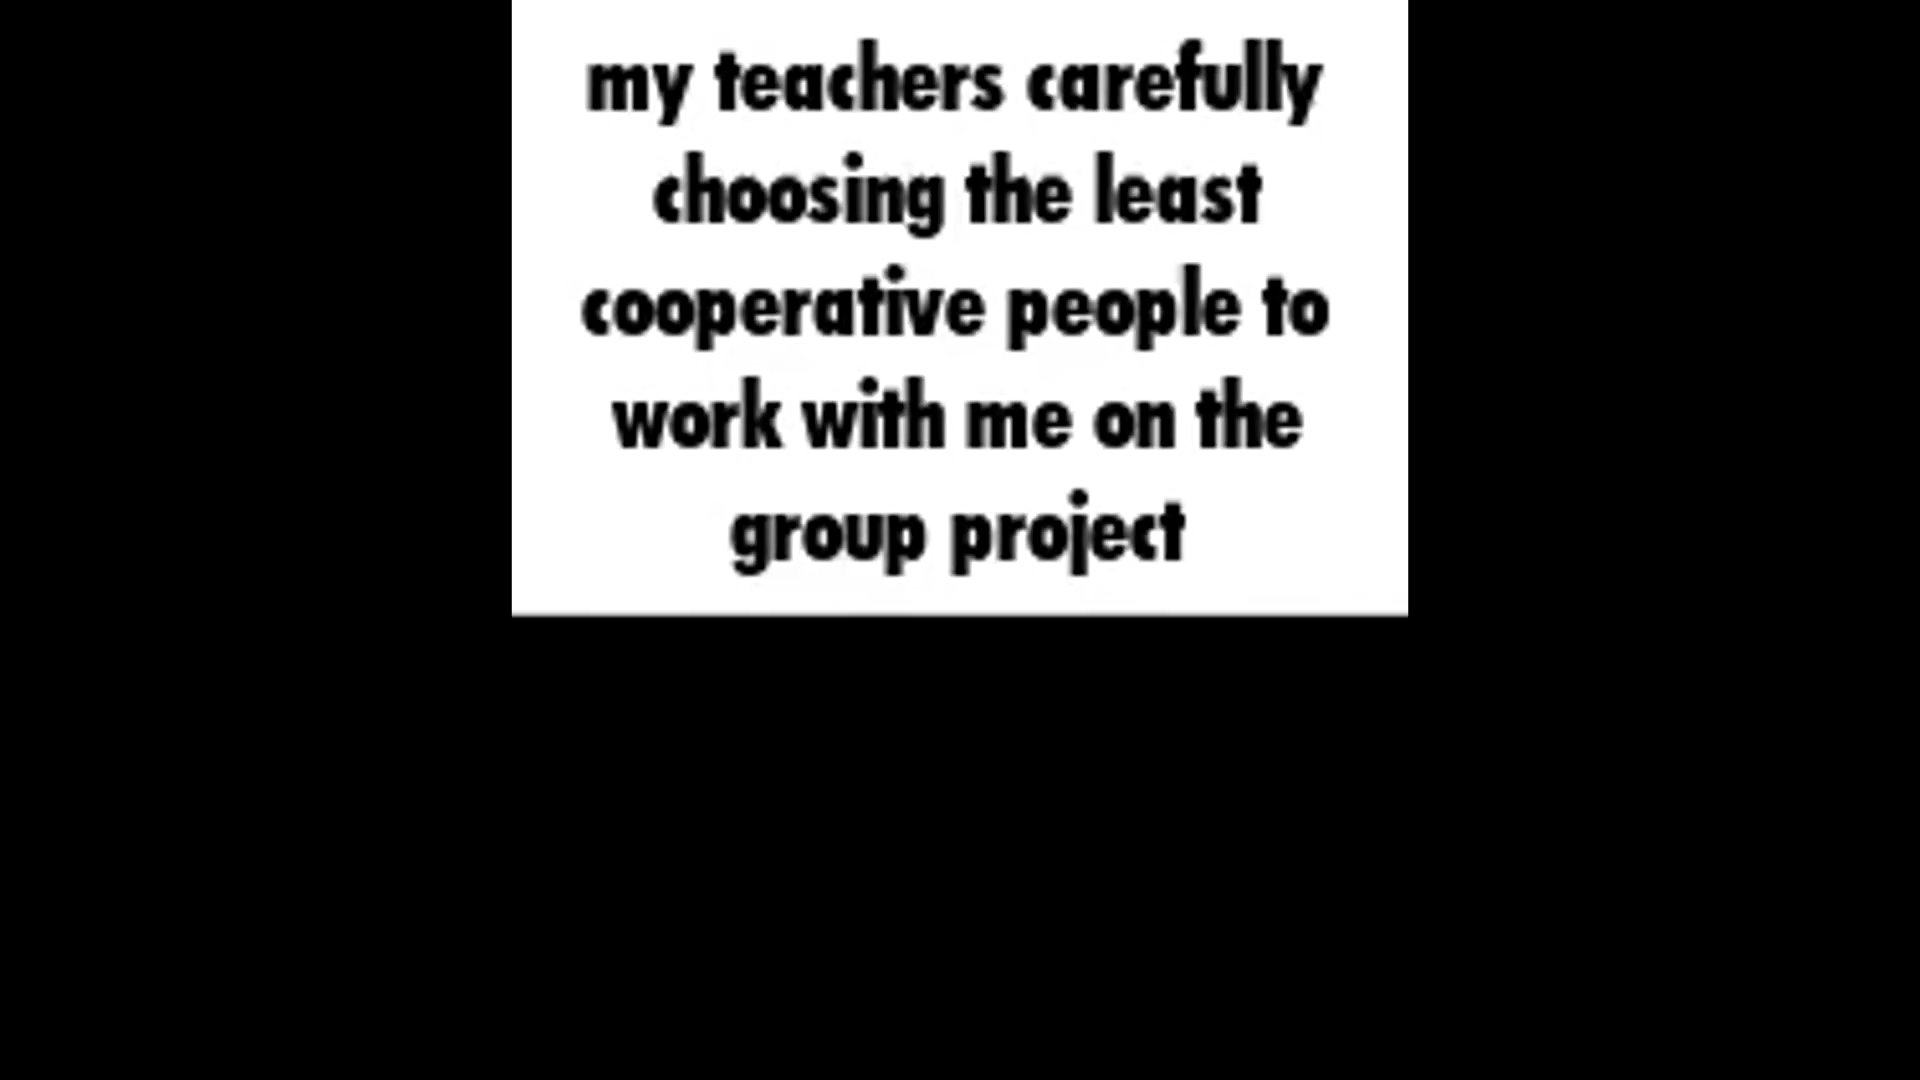 my teachers carefully
choosing the least
cooperative people to
work with me on the
group project